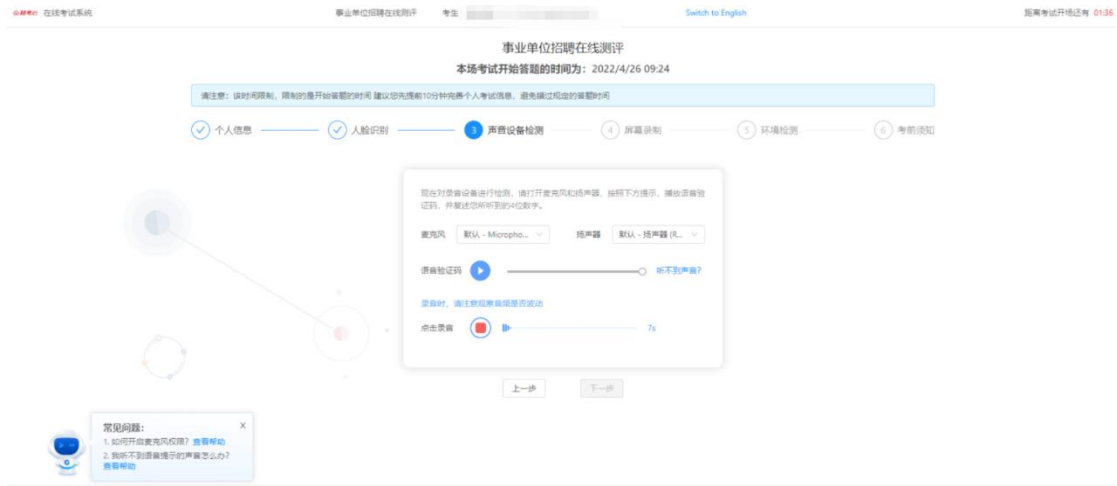 在线考试系统
事业单位招聘在线测评
考生
Switch to English
距离考试开场还有 01:36
事业单位招聘在线测评
本场考试开始答题的时间为：2022/4/26 09:24
请注意：该时间限制，限制的是开始答题的时间 建议您先提前10分钟完善个人考试信息，避免错过规定的答题时间
个人信息
人脸识别
3 声音设备检测
4 屏幕录制
5 环境检测
6 考前须知
现在对录音设备进行检测，请打开麦克风和扬声器，按照下方提示，播放语音验
证码，并复述您所听到的4位数字。
麦克风 默认 - Micropho...
扬声器 默认 - 扬声器 (R...
语音验证码
听不到声音?
录音时，请注意观察音频是否波动
点击录音
7s
上一步
下一步
常见问题：
X
1. 如何开启麦克风权限？查看帮助
2. 我听不到语音提示的声音怎么办？
查看帮助